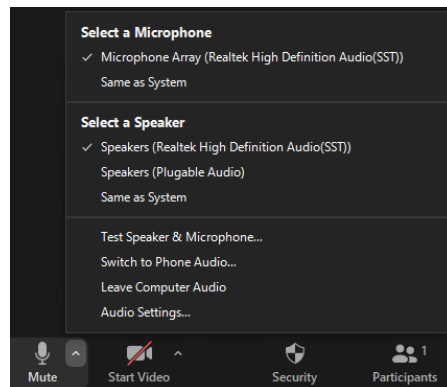 Select a Microphone
Microphone Array (Realtek High Definition Audio(SST))
Same as System
Select a Speaker
Speakers (Realtek High Definition Audio(SST))
Speakers (Plugable Audio)
Same as System
Test Speaker & Microphone...
Switch to Phone Audio...
Leave Computer Audio
Audio Settings...
1
Mute Start Video Security Participants